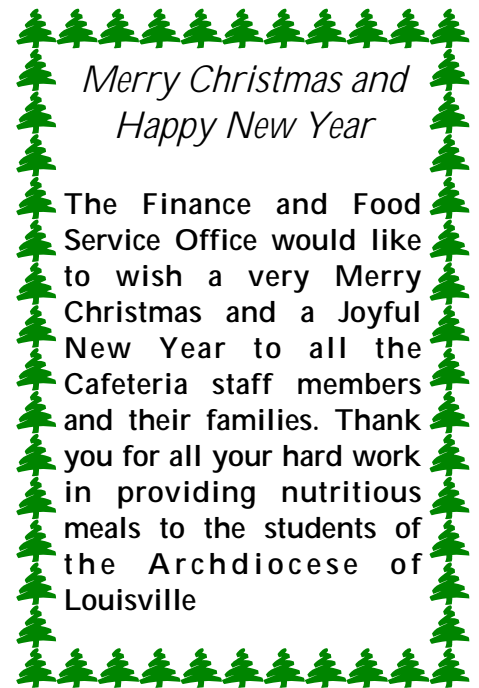 Merry Christmas and
Happy New Year
The Finance and Food
Service Office would like
to wish a very Merry
Christmas and a Joyful
New Year to all the
Cafeteria staff members
and their families. Thank
you for all your hard work
in providing nutritious
meals to the students of
the Archdiocese of
Louisville